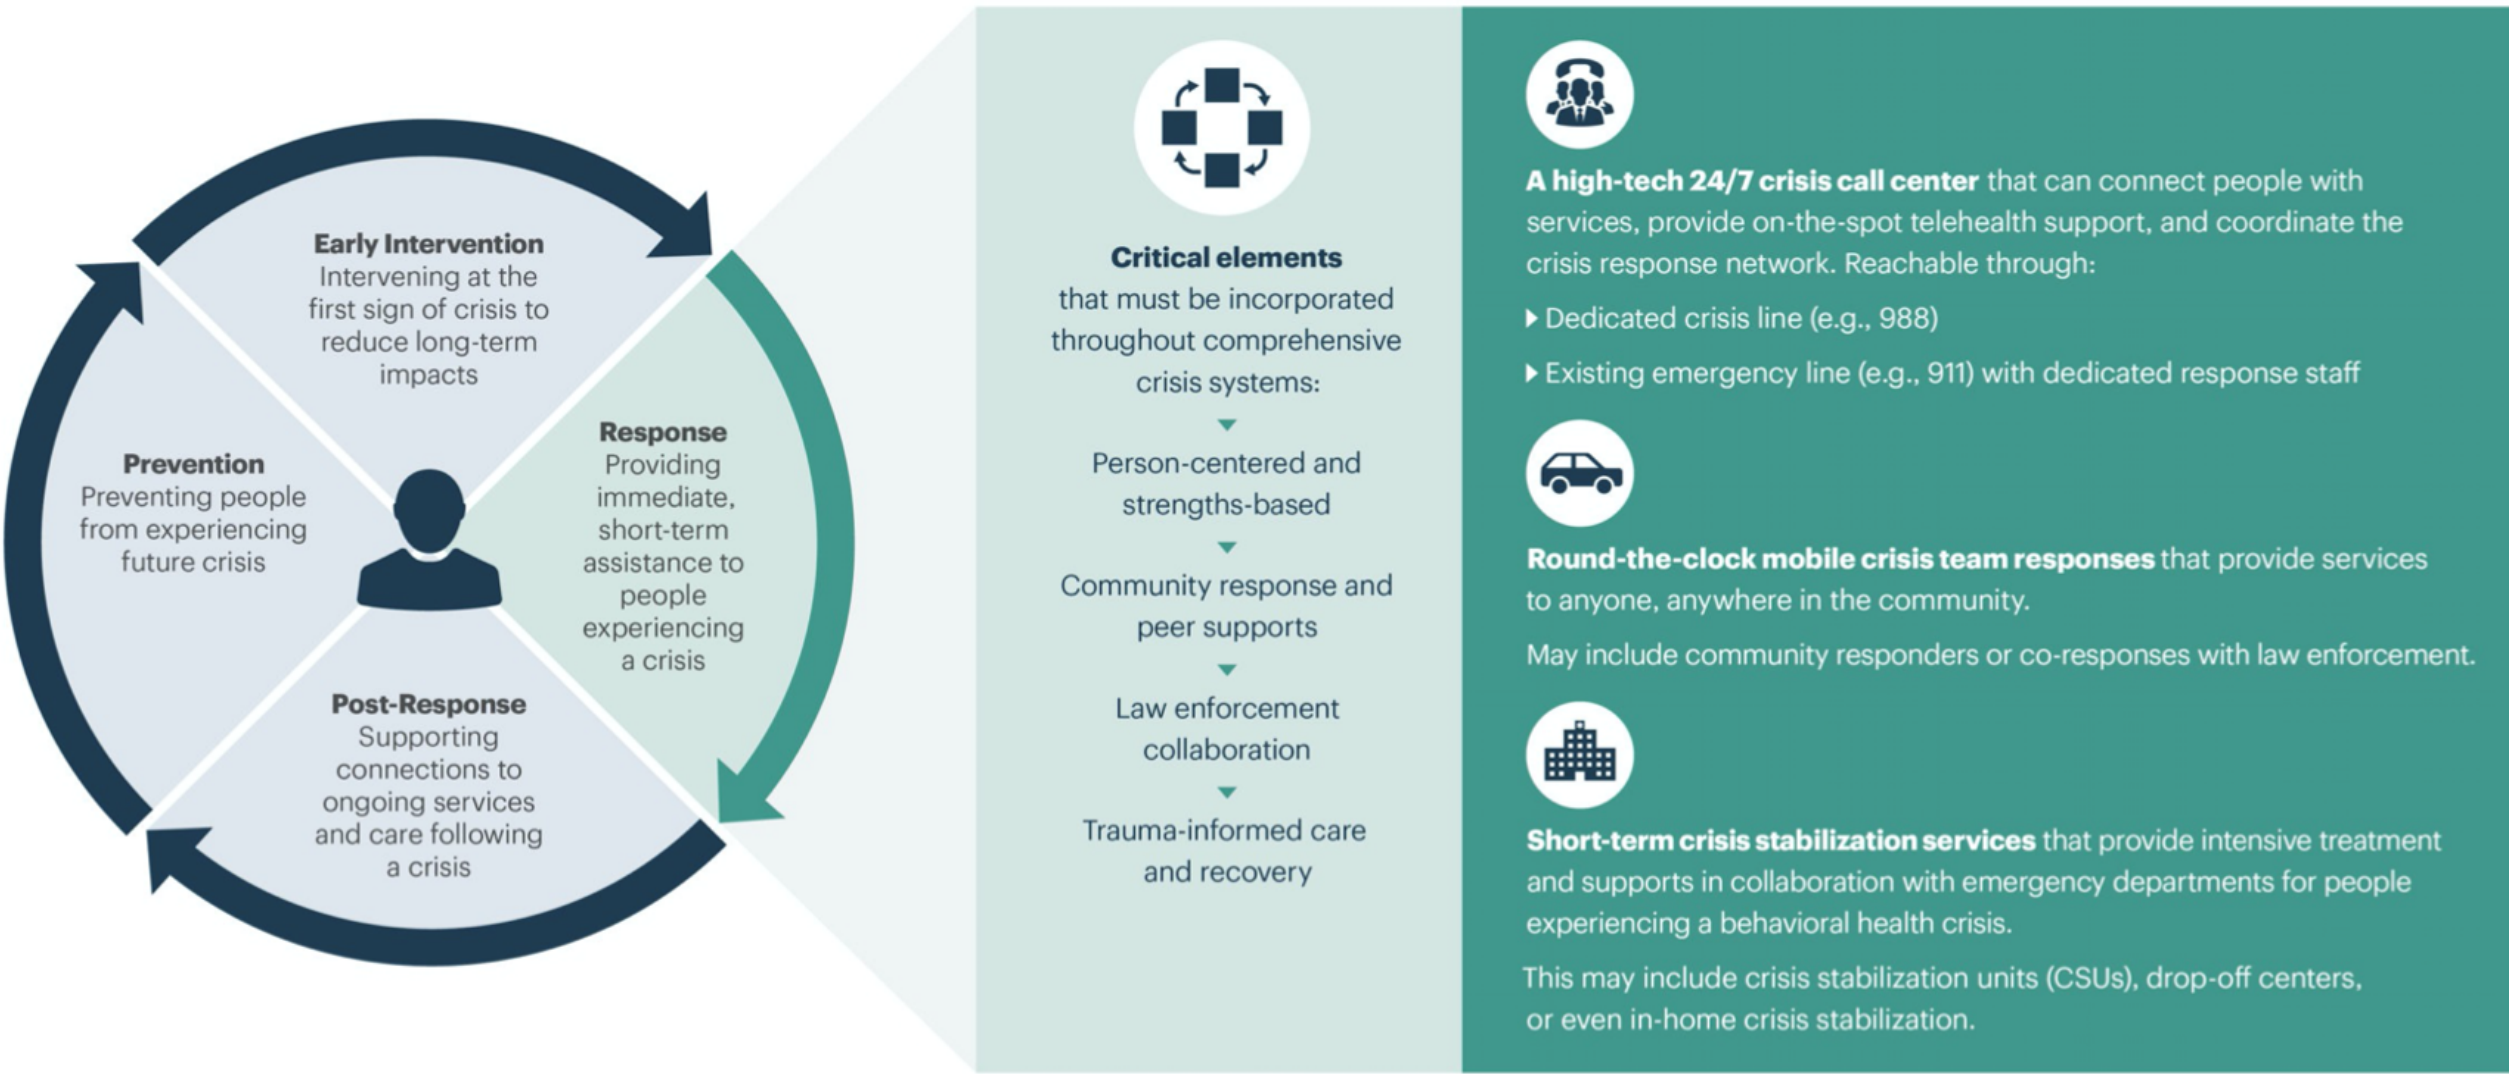 Early Intervention
Intervening at the
first sign of crisis to
reduce long-term
impacts
Response
Providing
immediate,
short-term
assistance to
people
experiencing
a crisis
Post-Response
Supporting
connections to
ongoing services
and care following
a crisis
Prevention
Preventing people
from experiencing
future crisis
Critical elements
that must be incorporated
throughout comprehensive
crisis systems:
Person-centered and
strengths-based
Community response and
peer supports
Law enforcement
collaboration
Trauma-informed care
and recovery
A high-tech 24/7 crisis call center that can connect people with
services, provide on-the-spot telehealth support, and coordinate the
crisis response network. Reachable through:
Dedicated crisis line (e.g., 988)
Existing emergency line (e.g., 911) with dedicated response staff
Round-the-clock mobile crisis team responses that provide services
to anyone, anywhere in the community.
May include community responders or co-responses with law enforcement.
Short-term crisis stabilization services that provide intensive treatment
and supports in collaboration with emergency departments for people
experiencing a behavioral health crisis.
This may include crisis stabilization units (CSUs), drop-off centers,
or even in-home crisis stabilization.